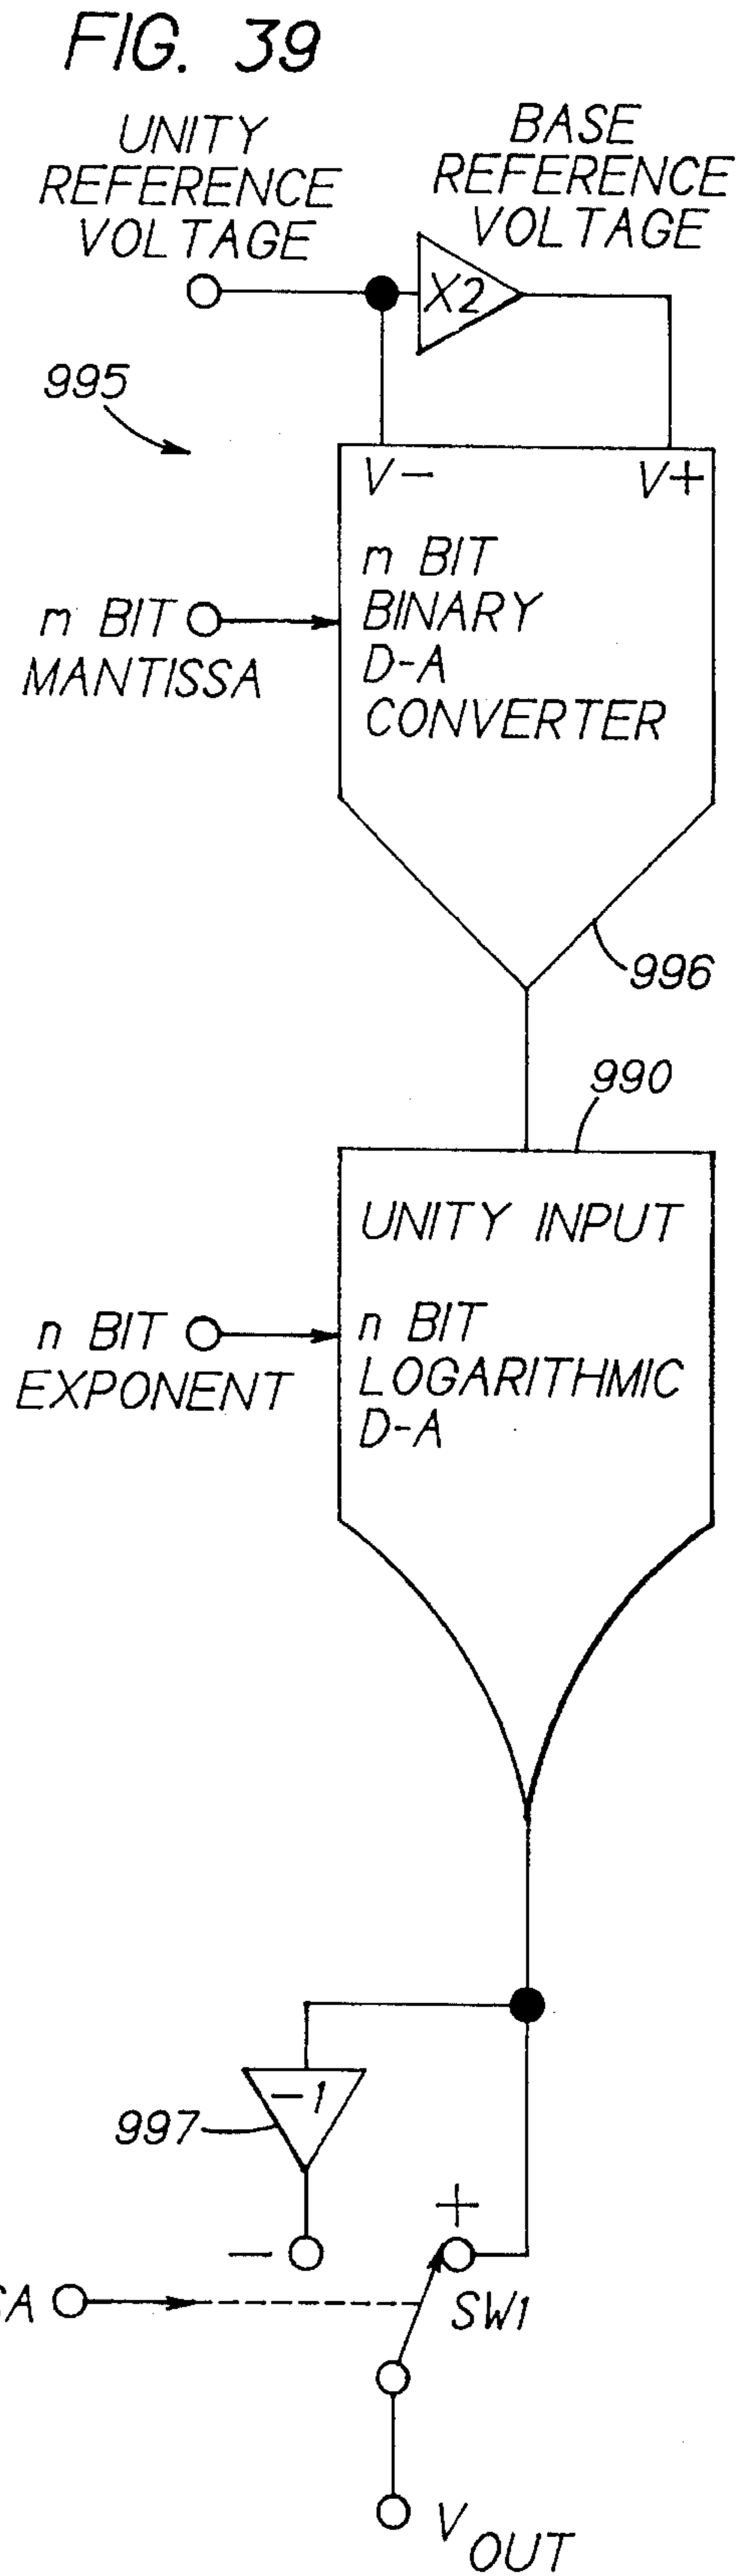 FIG. 39
UNITY
REFERENCE
VOLTAGE
BASE
REFERENCE
VOLTAGE
X2
995
V-
V+
m BIT
MANTISSA
m BIT
BINARY
D-A
CONVERTER
996
990
UNITY INPUT
n BIT
EXPONENT
n BIT
LOGARITHMIC
D-A
-1
997
+
-
SA
SW1
V OUT